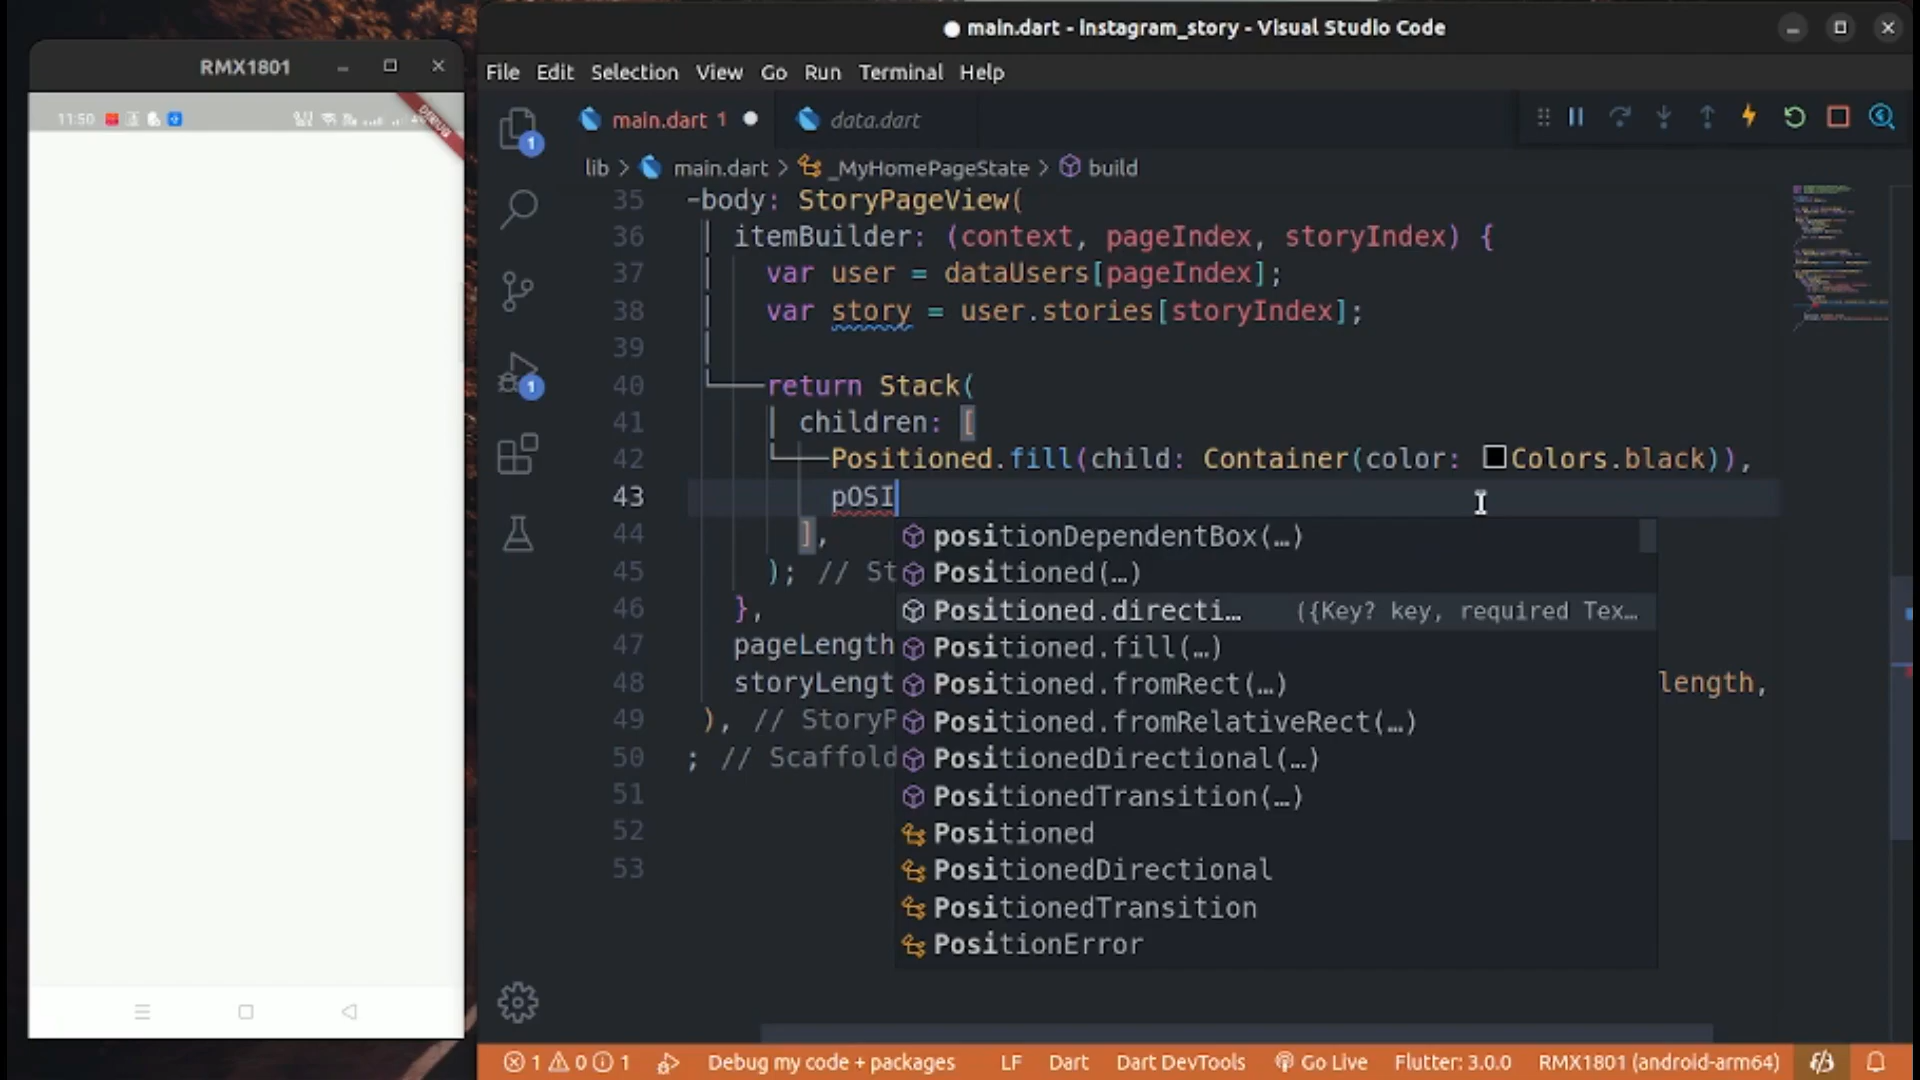 main.dart - instagram_story - Visual Studio Code
RMX1801
File Edit Selection View Go Run Terminal Help
11:50
DEBUG
1
main.dart 1
data.dart
lib > main.dart > _MyHomePageState > build
35 body: StoryPageView(
36 itemBuilder: (context, pageIndex, storyIndex) {
37 var user = dataUsers[pageIndex];
38 var story = user.stories[storyIndex];
39
40 return Stack(
1
41 children: [
42 Positioned.fill(child: Container(color: Colors.black)),
43 pOSI
44 ],
positionDependentBox(…)
45 ); // St
Positioned(…)
46 },
Positioned.directi… ({Key? key, required Tex…
47 pageLength
Positioned.fill(…)
48 storyLengt
Positioned.fromRect(…)
length,
49 ), // StoryP
Positioned.fromRelativeRect(…)
50 ; // Scaffold
PositionedDirectional(…)
51
PositionedTransition(…)
52
Positioned
53
PositionedDirectional
PositionedTransition
PositionError
1 0 1 Debug my code + packages LF Dart Dart DevTools Go Live Flutter: 3.0.0 RMX1801 (android-arm64)